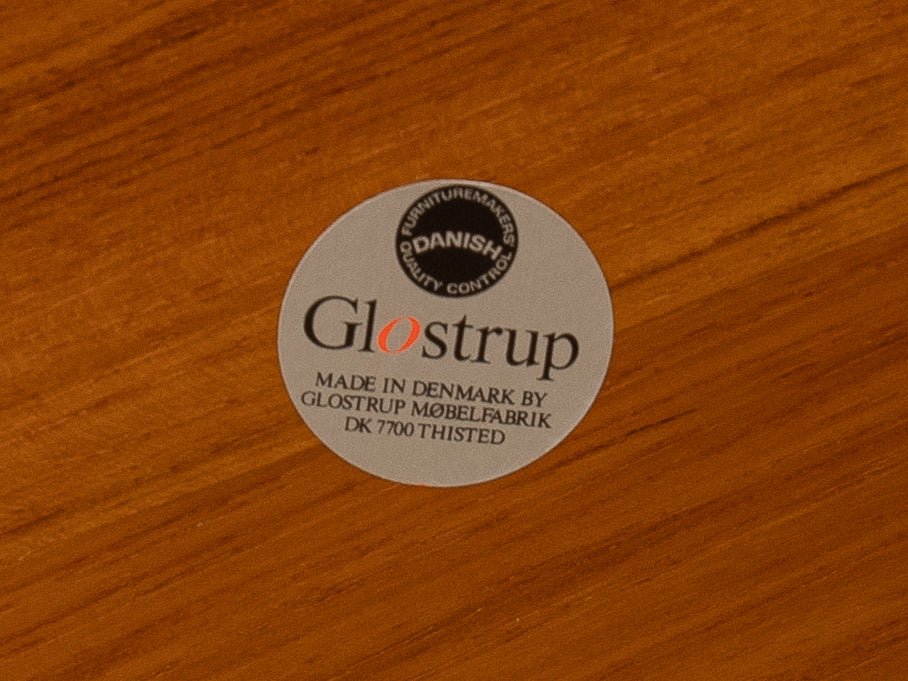 FURNITUREMAKERS'
DANISH
QUALITY CONTROL
Glostrup
MADE IN DENMARK BY
GLOSTRUP MØBELFABRIK
DK 7700 THISTED